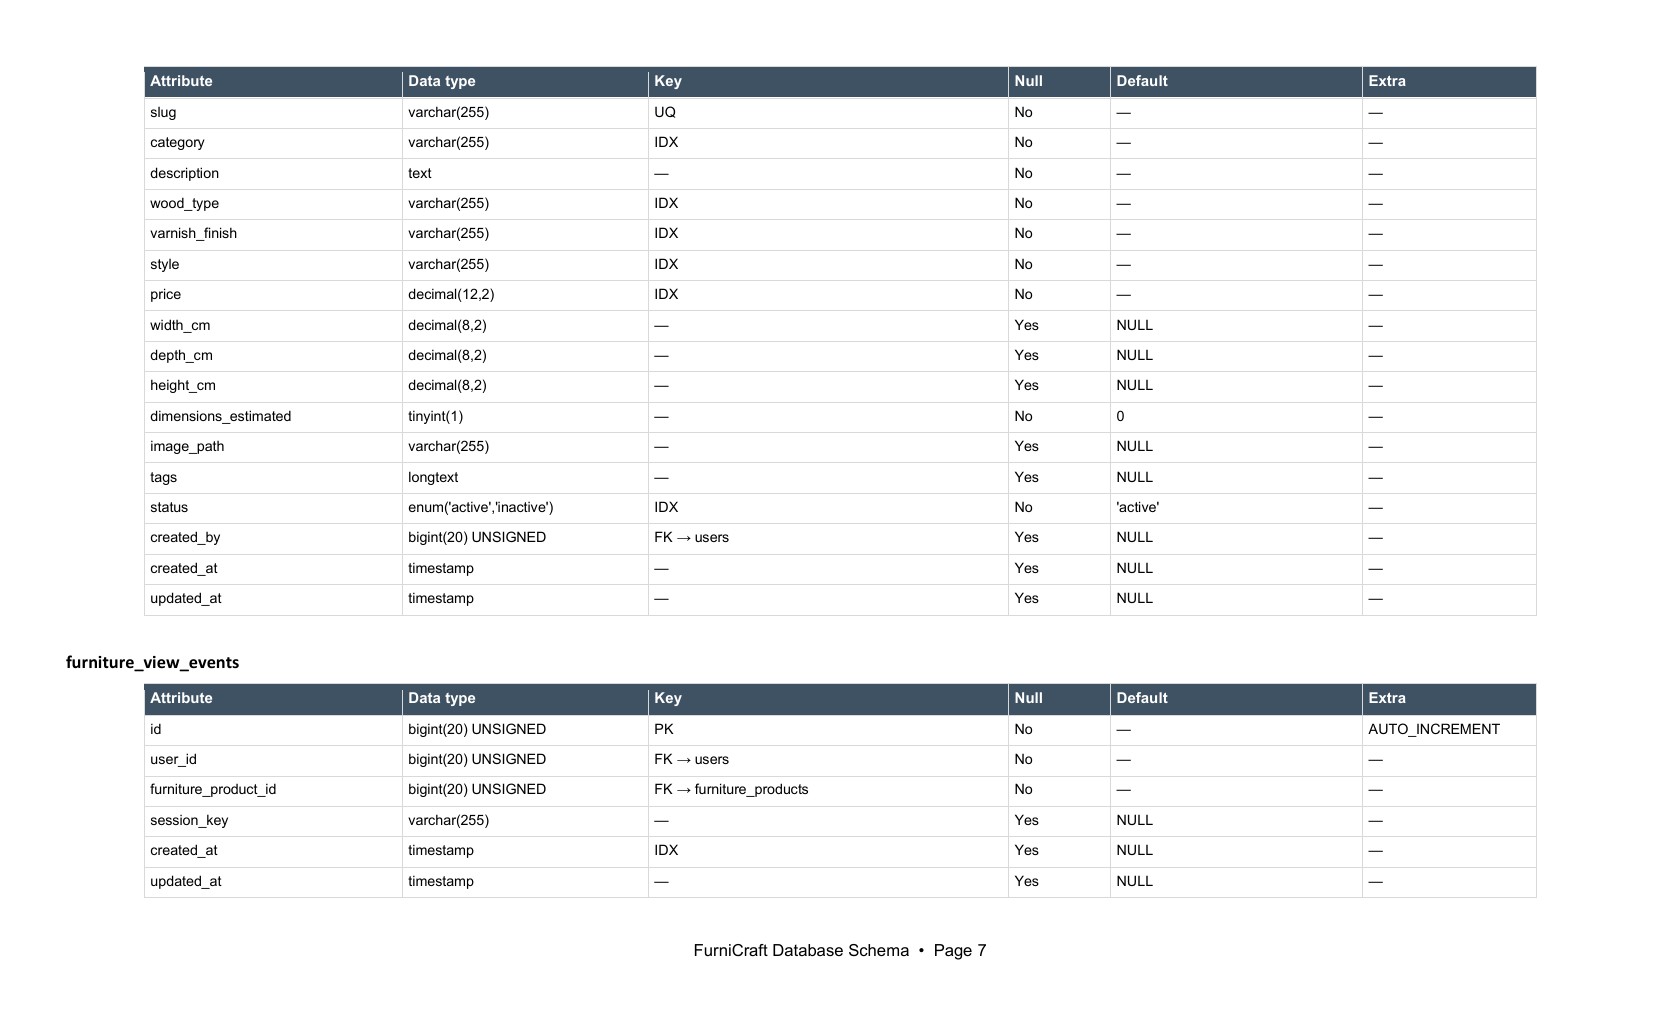 Attribute Data type Key Null Default Extra
slug varchar(255) UQ No — —
category varchar(255) IDX No — —
description text — No — —
wood_type varchar(255) IDX No — —
varnish_finish varchar(255) IDX No — —
style varchar(255) IDX No — —
price decimal(12,2) IDX No — —
width_cm decimal(8,2) — Yes NULL —
depth_cm decimal(8,2) — Yes NULL —
height_cm decimal(8,2) — Yes NULL —
dimensions_estimated tinyint(1) — No 0 —
image_path varchar(255) — Yes NULL —
tags longtext — Yes NULL —
status enum('active','inactive') IDX No 'active' —
created_by bigint(20) UNSIGNED FK → users Yes NULL —
created_at timestamp — Yes NULL —
updated_at timestamp — Yes NULL —
furniture_view_events
Attribute Data type Key Null Default Extra
id bigint(20) UNSIGNED PK No — AUTO_INCREMENT
user_id bigint(20) UNSIGNED FK → users No — —
furniture_product_id bigint(20) UNSIGNED FK → furniture_products No — —
session_key varchar(255) — Yes NULL —
created_at timestamp IDX Yes NULL —
updated_at timestamp — Yes NULL —
FurniCraft Database Schema • Page 7